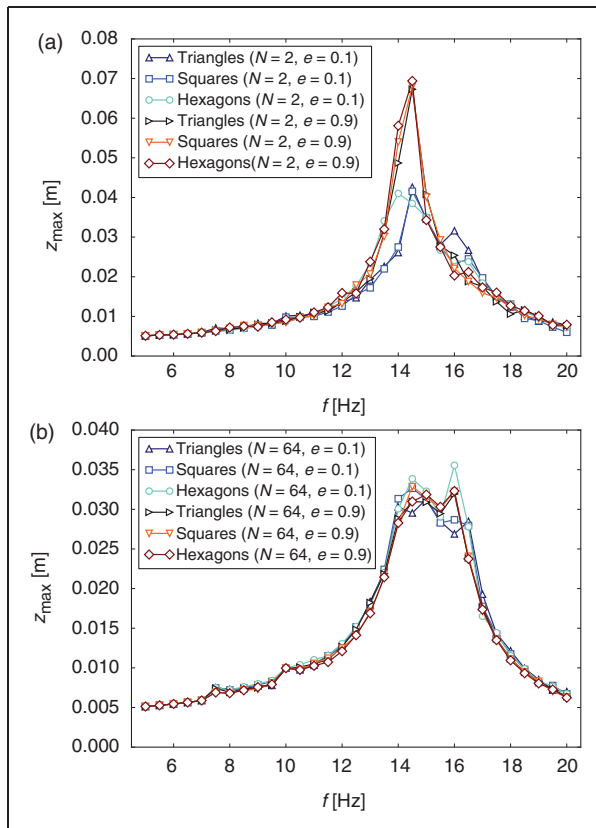 (a)
Triangles (N = 2, e = 0.1)
Squares (N = 2, e = 0.1)
Hexagons (N = 2, e = 0.1)
Triangles (N = 2, e = 0.9)
Squares (N = 2, e = 0.9)
Hexagons(N = 2, e = 0.9)
0.08
0.07
0.06
0.05
0.04
0.03
0.02
0.01
0.00
zmax [m]
6 8 10 12 14 16 18 20
f [Hz]
(b)
Triangles (N = 64, e = 0.1)
Squares (N = 64, e = 0.1)
Hexagons (N = 64, e = 0.1)
Triangles (N = 64, e = 0.9)
Squares (N = 64, e = 0.9)
Hexagons (N = 64, e = 0.9)
0.040
0.035
0.030
0.025
0.020
0.015
0.010
0.005
0.000
zmax [m]
6 8 10 12 14 16 18 20
f [Hz]